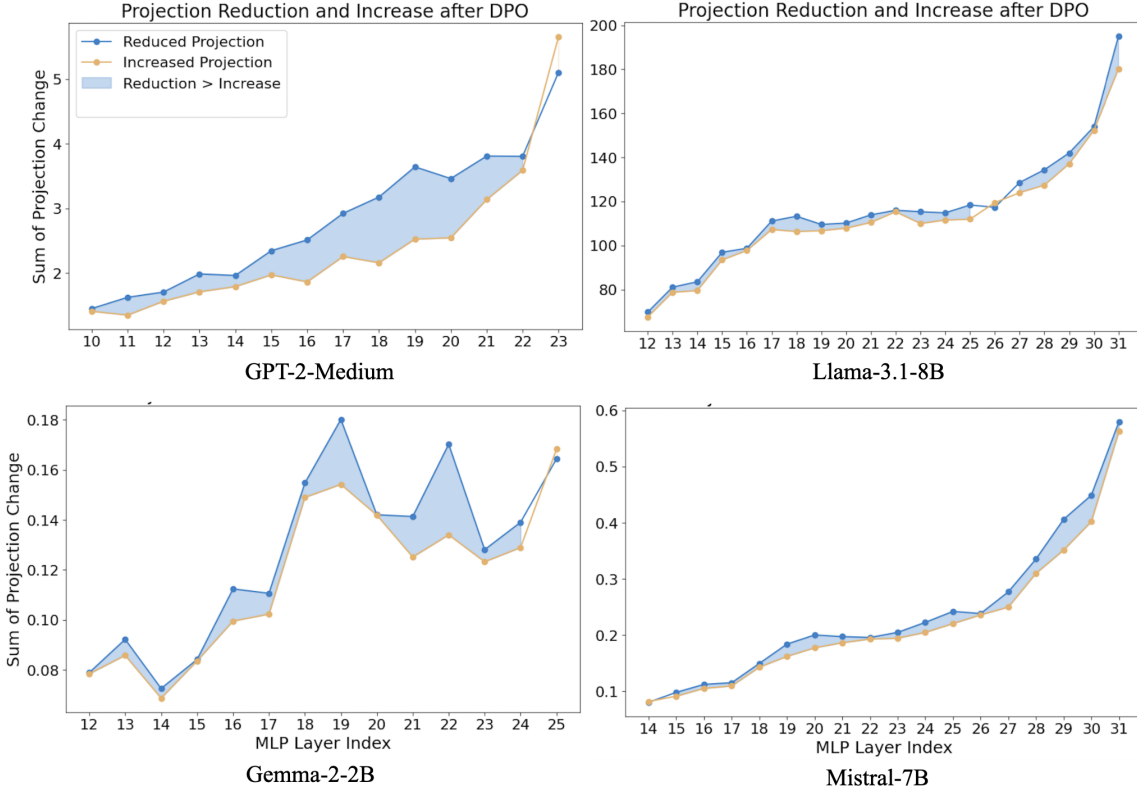 Projection Reduction and Increase after DPO
Reduced Projection
Increased Projection
Reduction > Increase
Sum of Projection Change
5
4
3
2
10 11 12 13 14 15 16 17 18 19 20 21 22 23
GPT-2-Medium
Projection Reduction and Increase after DPO
200
180
160
140
120
100
80
12 13 14 15 16 17 18 19 20 21 22 23 24 25 26 27 28 29 30 31
Llama-3.1-8B
Sum of Projection Change
0.18
0.16
0.14
0.12
0.10
0.08
12 13 14 15 16 17 18 19 20 21 22 23 24 25
MLP Layer Index
Gemma-2-2B
0.6
0.5
0.4
0.3
0.2
0.1
14 15 16 17 18 19 20 21 22 23 24 25 26 27 28 29 30 31
MLP Layer Index
Mistral-7B